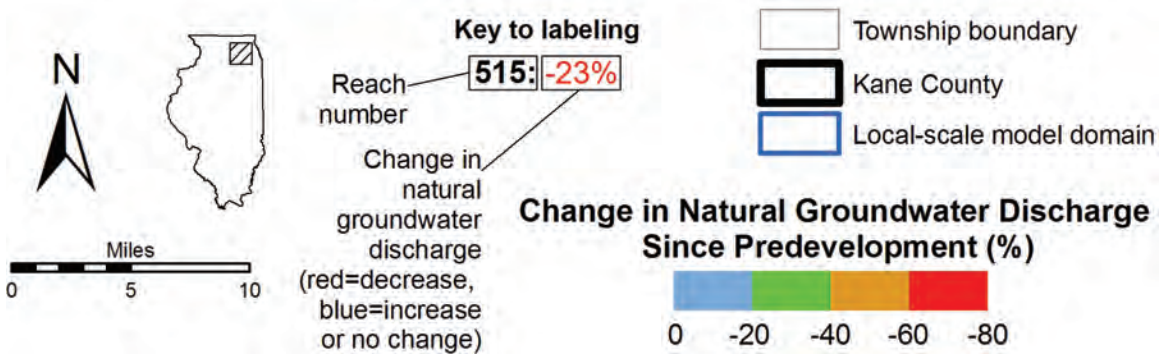 N
Miles
0 5 10
Key to labeling
515: -23%
Reach
number
Change in
natural
groundwater
discharge
(red=decrease,
blue=increase
or no change)
Township boundary
Kane County
Local-scale model domain
Change in Natural Groundwater Discharge
Since Predevelopment (%)
0 -20 -40 -60 -80